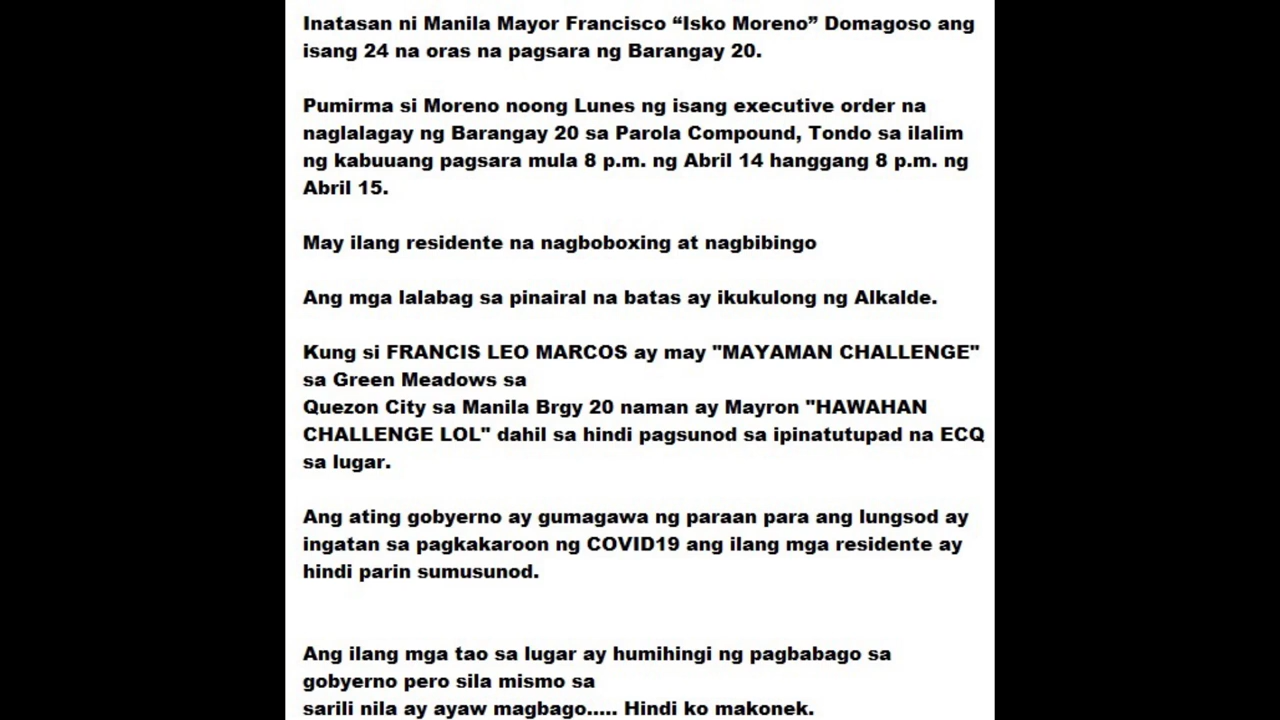 Inatasan ni Manila Mayor Francisco “Isko Moreno” Domagoso ang
isang 24 na oras na pagsara ng Barangay 20.
Pumirma si Moreno noong Lunes ng isang executive order na
naglalagay ng Barangay 20 sa Parola Compound, Tondo sa ilalim
ng kabuuang pagsara mula 8 p.m. ng Abril 14 hanggang 8 p.m. ng
Abril 15.
May ilang residente na nagboboxing at nagbibingo
Ang mga lalabag sa pinairal na batas ay ikukulong ng Alkalde.
Kung si FRANCIS LEO MARCOS ay may "MAYAMAN CHALLENGE"
sa Green Meadows sa
Quezon City sa Manila Brgy 20 naman ay Mayron "HAWAHAN
CHALLENGE LOL" dahil sa hindi pagsunod sa ipinatutupad na ECQ
sa lugar.
Ang ating gobyerno ay gumagawa ng paraan para ang lungsod ay
ingatan sa pagkakaroon ng COVID19 ang ilang mga residente ay
hindi parin sumusunod.
Ang ilang mga tao sa lugar ay humihingi ng pagbabago sa
gobyerno pero sila mismo sa
sarili nila ay ayaw magbago..... Hindi ko makonek.